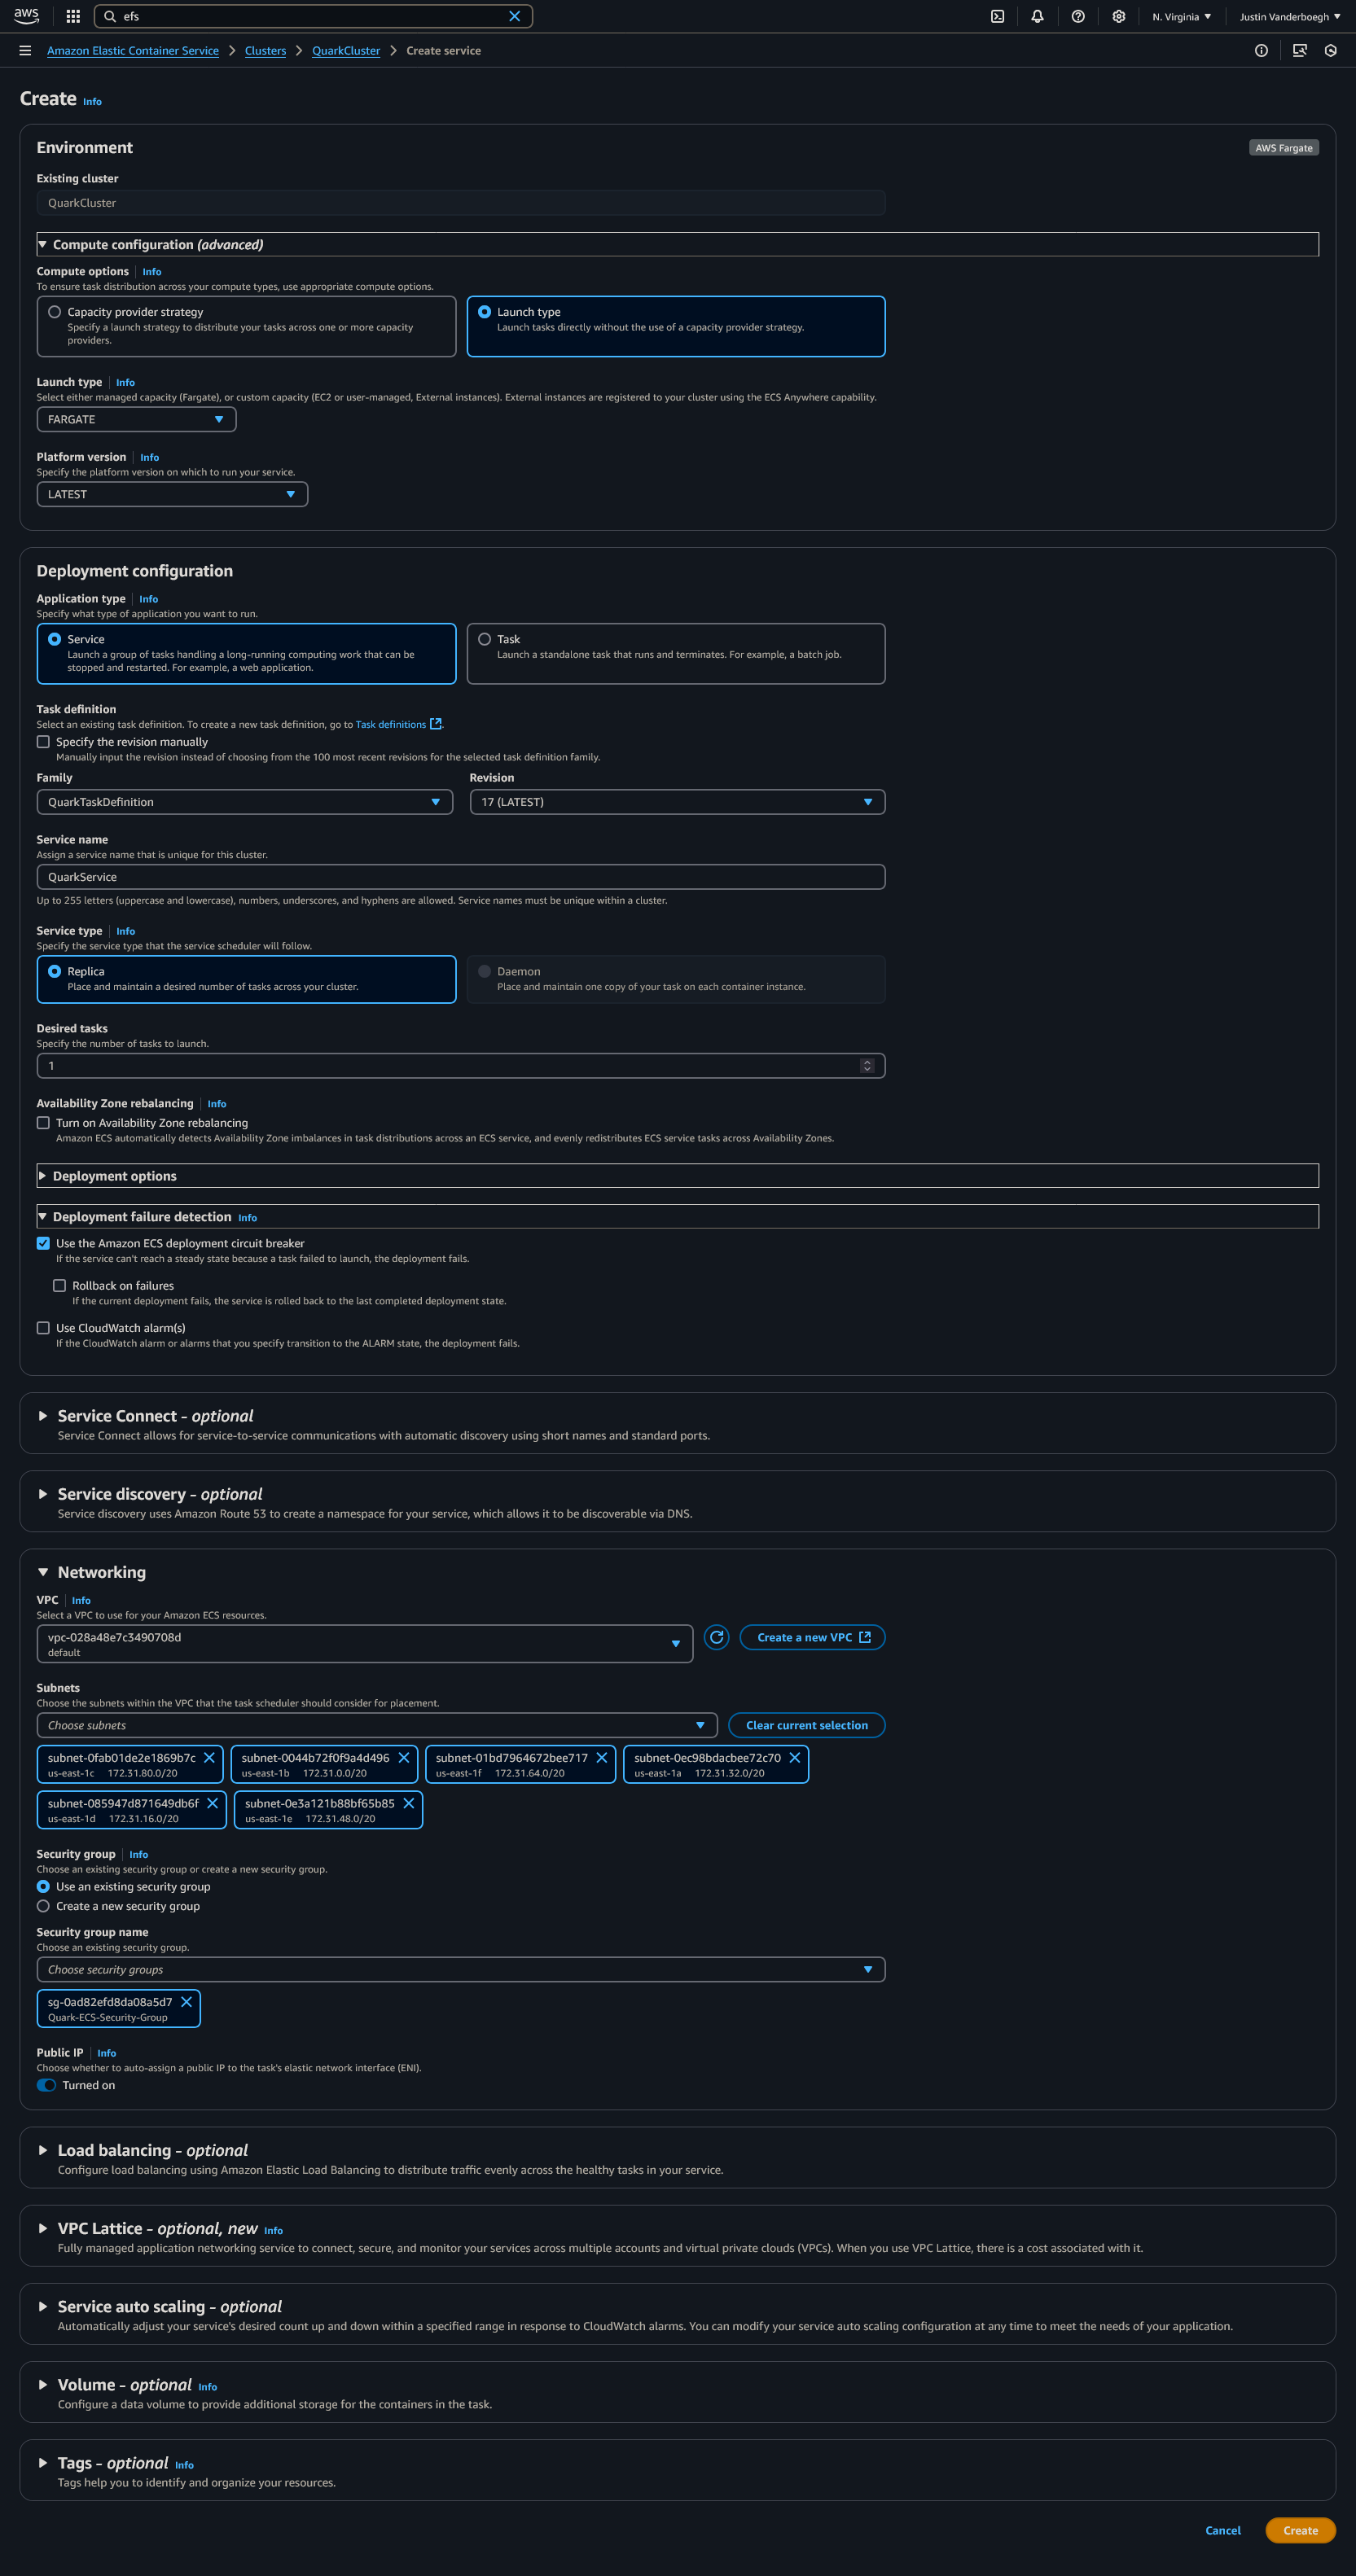 aws
efs
N. Virginia
Justin Vanderboegh
Amazon Elastic Container Service
Clusters
QuarkCluster
Create service
Create Info
Environment
AWS Fargate
Existing cluster
QuarkCluster
Compute configuration (advanced)
Compute options Info
To ensure task distribution across your compute types, use appropriate compute options.
Capacity provider strategy
Specify a launch strategy to distribute your tasks across one or more capacity
providers.
Launch type
Launch tasks directly without the use of a capacity provider strategy.
Launch type Info
Select either managed capacity (Fargate), or custom capacity (EC2 or user-managed, External instances). External instances are registered to your cluster using the ECS Anywhere capability.
FARGATE
Platform version Info
Specify the platform version on which to run your service.
LATEST
Deployment configuration
Application type Info
Specify what type of application you want to run.
Service
Launch a group of tasks handling a long-running computing work that can be
stopped and restarted. For example, a web application.
Task
Launch a standalone task that runs and terminates. For example, a batch job.
Task definition
Select an existing task definition. To create a new task definition, go to Task definitions.
Specify the revision manually
Manually input the revision instead of choosing from the 100 most recent revisions for the selected task definition family.
Family
Revision
QuarkTaskDefinition
17 (LATEST)
Service name
Assign a service name that is unique for this cluster.
QuarkService
Up to 255 letters (uppercase and lowercase), numbers, underscores, and hyphens are allowed. Service names must be unique within a cluster.
Service type Info
Specify the service type that the service scheduler will follow.
Replica
Place and maintain a desired number of tasks across your cluster.
Daemon
Place and maintain one copy of your task on each container instance.
Desired tasks
Specify the number of tasks to launch.
1
Availability Zone rebalancing Info
Turn on Availability Zone rebalancing
Amazon ECS automatically detects Availability Zone imbalances in task distributions across an ECS service, and evenly redistributes ECS service tasks across Availability Zones.
Deployment options
Deployment failure detection Info
Use the Amazon ECS deployment circuit breaker
If the service can't reach a steady state because a task failed to launch, the deployment fails.
Rollback on failures
If the current deployment fails, the service is rolled back to the last completed deployment state.
Use CloudWatch alarm(s)
If the CloudWatch alarm or alarms that you specify transition to the ALARM state, the deployment fails.
Service Connect - optional
Service Connect allows for service-to-service communications with automatic discovery using short names and standard ports.
Service discovery - optional
Service discovery uses Amazon Route 53 to create a namespace for your service, which allows it to be discoverable via DNS.
Networking
VPC Info
Select a VPC to use for your Amazon ECS resources.
vpc-028a48e7c3490708d
default
Create a new VPC
Subnets
Choose the subnets within the VPC that the task scheduler should consider for placement.
Choose subnets
Clear current selection
subnet-0fab01de2e1869b7c
us-east-1c 172.31.80.0/20
subnet-0044b72f0f9a4d496
us-east-1b 172.31.0.0/20
subnet-01bd7964672bee717
us-east-1f 172.31.64.0/20
subnet-0ec98bdacbee72c70
us-east-1a 172.31.32.0/20
subnet-085947d871649db6f
us-east-1d 172.31.16.0/20
subnet-0e3a121b88bf65b85
us-east-1e 172.31.48.0/20
Security group Info
Choose an existing security group or create a new security group.
Use an existing security group
Create a new security group
Security group name
Choose an existing security group.
Choose security groups
sg-0ad82efd8da08a5d7
Quark-ECS-Security-Group
Public IP Info
Choose whether to auto-assign a public IP to the task's elastic network interface (ENI).
Turned on
Load balancing - optional
Configure load balancing using Amazon Elastic Load Balancing to distribute traffic evenly across the healthy tasks in your service.
VPC Lattice - optional, new Info
Fully managed application networking service to connect, secure, and monitor your services across multiple accounts and virtual private clouds (VPCs). When you use VPC Lattice, there is a cost associated with it.
Service auto scaling - optional
Automatically adjust your service's desired count up and down within a specified range in response to CloudWatch alarms. You can modify your service auto scaling configuration at any time to meet the needs of your application.
Volume - optional Info
Configure a data volume to provide additional storage for the containers in the task.
Tags - optional Info
Tags help you to identify and organize your resources.
Cancel
Create